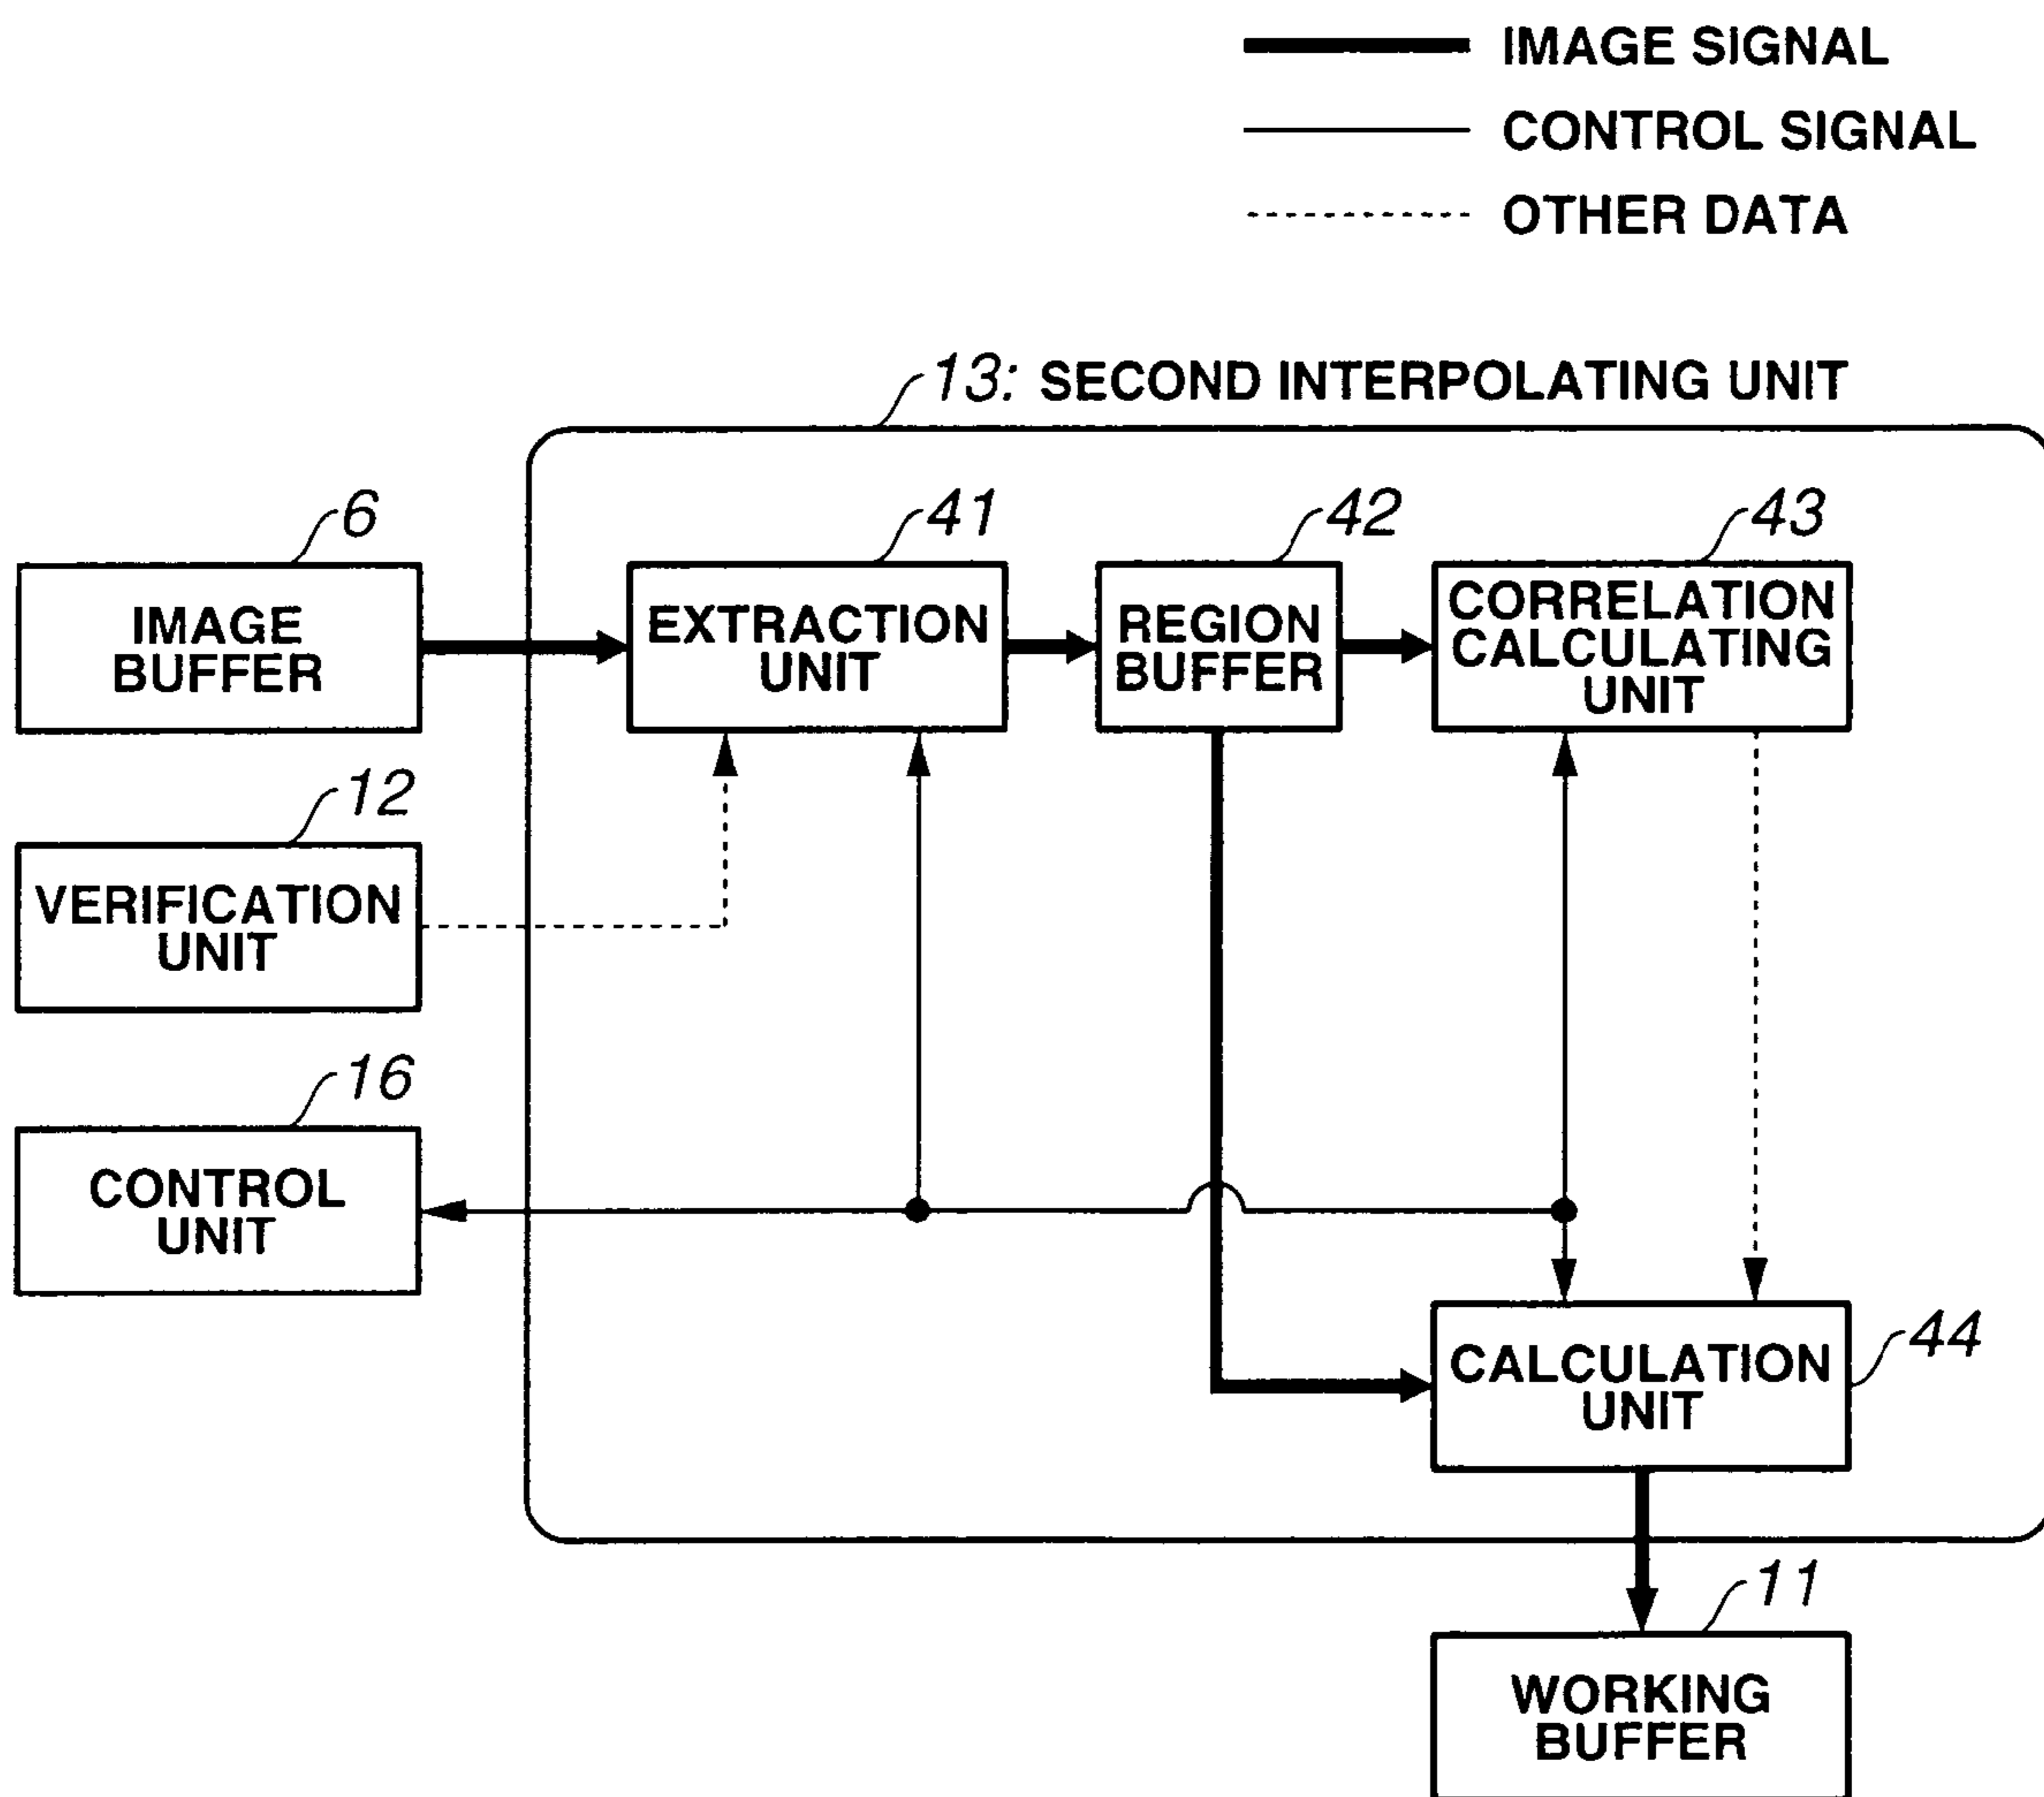 IMAGE SIGNAL
CONTROL SIGNAL
OTHER DATA
13: SECOND INTERPOLATING UNIT
6
41
42
43
IMAGE
BUFFER
EXTRACTION
UNIT
REGION
BUFFER
CORRELATION
CALCULATING
UNIT
12
VERIFICATION
UNIT
16
CONTROL
UNIT
44
CALCULATION
UNIT
11
WORKING
BUFFER